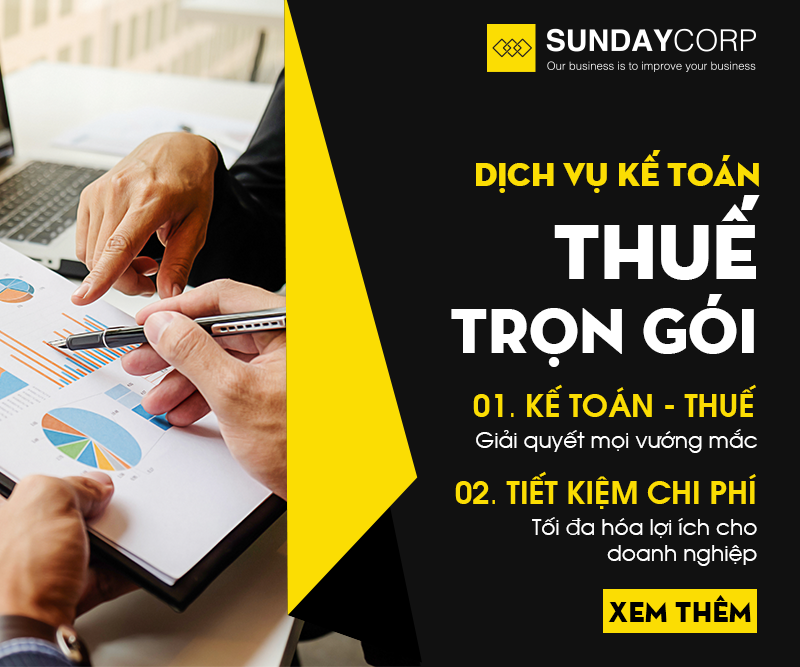 SUNDAYCORP
Our business is to improve your business
DỊCH VỤ KẾ TOÁN
THUẾ
TRỌN GÓI
01. KẾ TOÁN - THUẾ
Giải quyết mọi vướng mắc
02. TIẾT KIỆM CHI PHÍ
Tối đa hóa lợi ích cho
doanh nghiệp
XEM THÊM